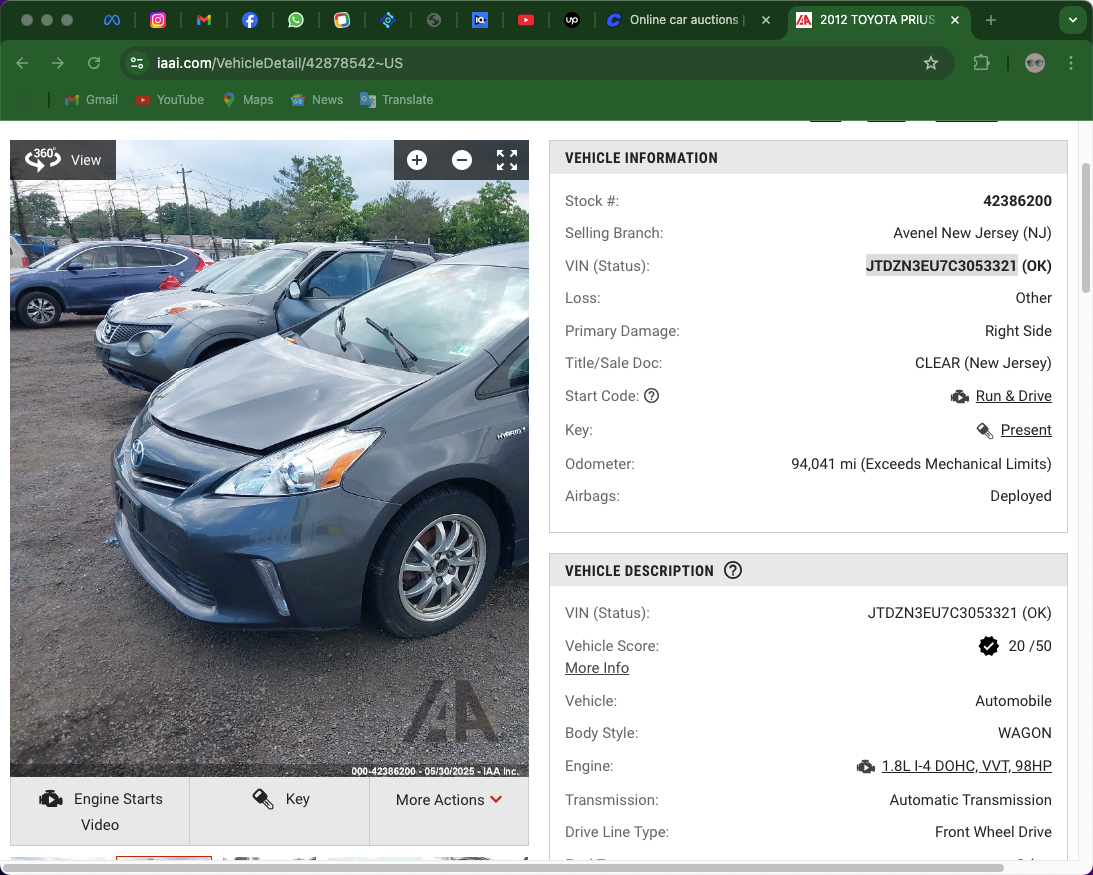 Online car auctions |
2012 TOYOTA PRIUS
iaai.com/VehicleDetail/42878542~US
Gmail
YouTube
Maps
News
Translate
360°
View
HYBRID
IAA
000-42386200 - 05/30/2025 - IAA Inc.
Engine Starts
Video
Key
More Actions
VEHICLE INFORMATION
Stock #: 42386200
Selling Branch: Avenel New Jersey (NJ)
VIN (Status): JTDZN3EU7C3053321 (OK)
Loss: Other
Primary Damage: Right Side
Title/Sale Doc: CLEAR (New Jersey)
Start Code: ? Run & Drive
Key: Present
Odometer: 94,041 mi (Exceeds Mechanical Limits)
Airbags: Deployed
VEHICLE DESCRIPTION ?
VIN (Status): JTDZN3EU7C3053321 (OK)
Vehicle Score: 20 /50
More Info
Vehicle: Automobile
Body Style: WAGON
Engine: 1.8L I-4 DOHC, VVT, 98HP
Transmission: Automatic Transmission
Drive Line Type: Front Wheel Drive